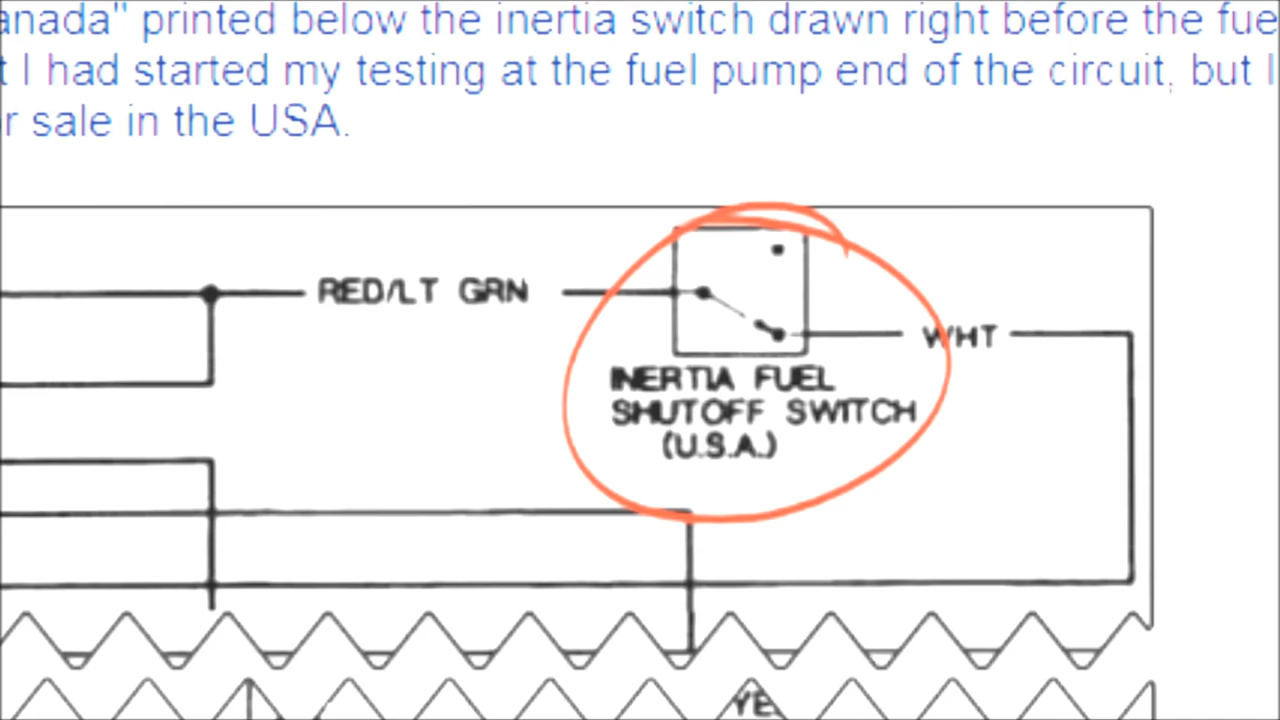 anada" printed below the inertia switch drawn right before the fue
t I had started my testing at the fuel pump end of the circuit, but I
r sale in the USA.
RED/LT GRN
WHT
INERTIA FUEL
SHUTOFF SWITCH
(U.S.A.)
YE